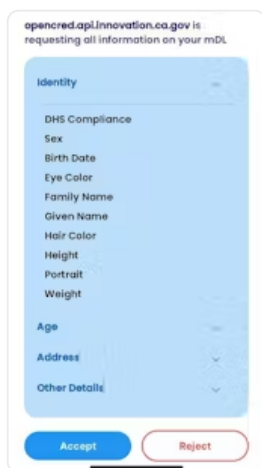 opencred.api.innovation.ca.gov is
requesting all information on your mDL
Identity
DHS Compliance
Sex
Birth Date
Eye Color
Family Name
Given Name
Hair Color
Height
Portrait
Weight
Age
Address
Other Details
Accept
Reject